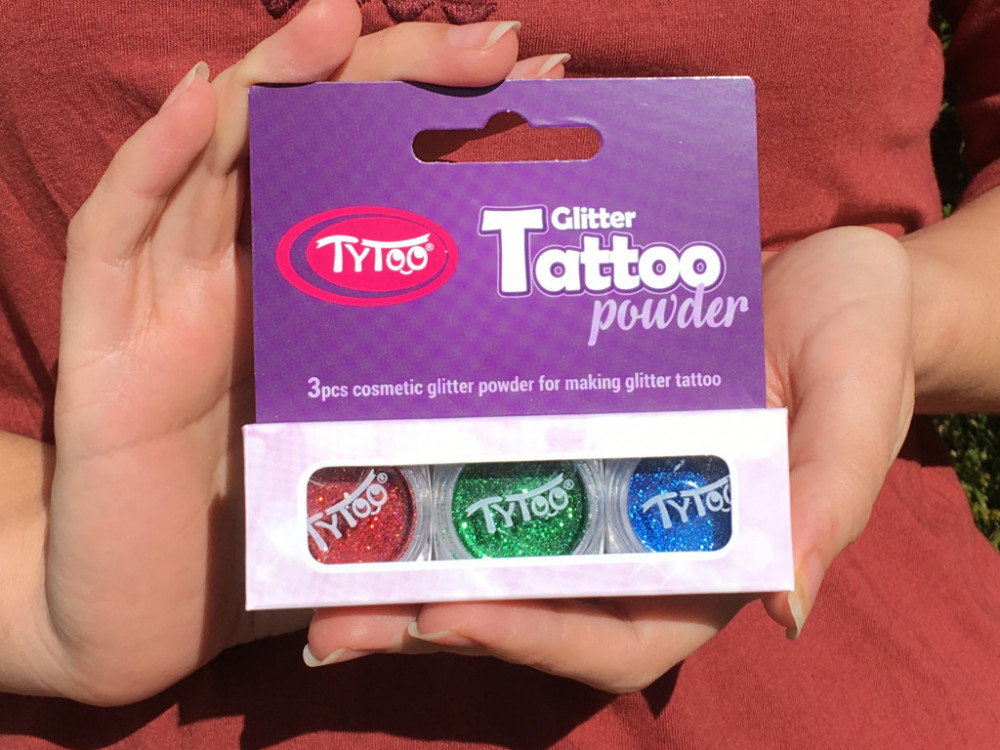 TyToo®
Glitter
Tattoo
powder
3pcs cosmetic glitter powder for making glitter tattoo
TyToo®
TyToo®
TyToo